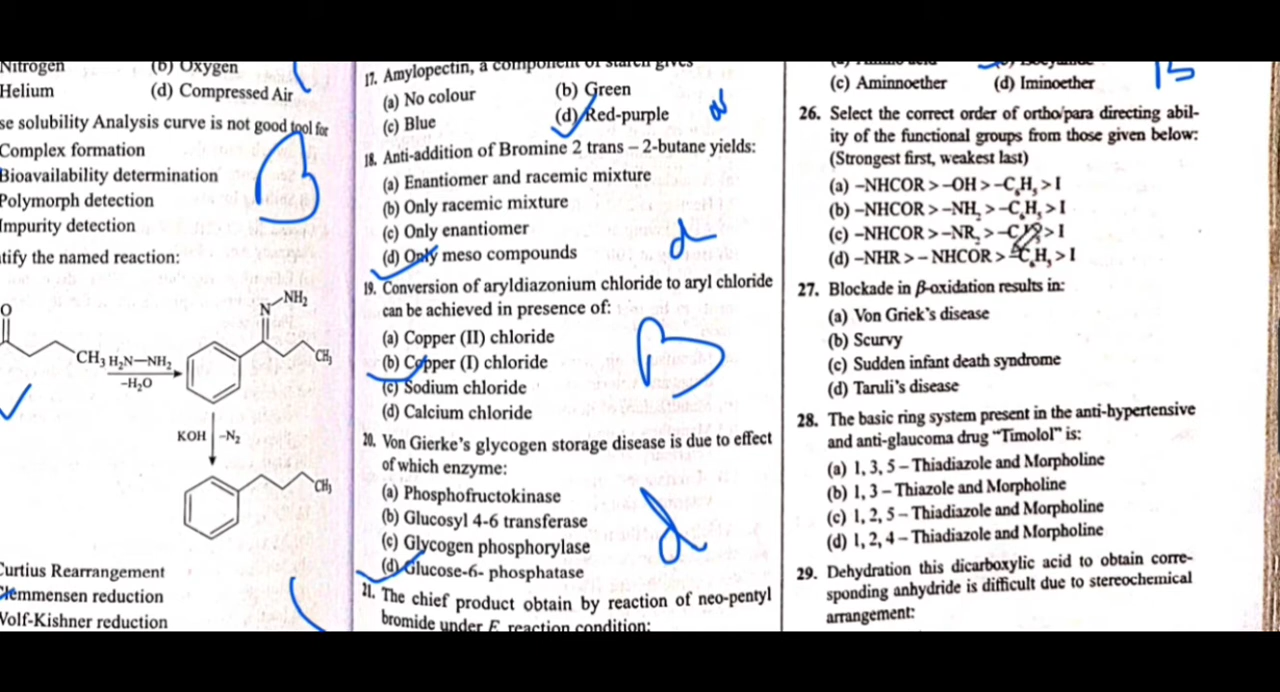 Nitrogen
(b) Oxygen
Helium
(d) Compressed Air
se solubility Analysis curve is not good tool for
Complex formation
Bioavailability determination
Polymorph detection
Impurity detection
tify the named reaction:
O
N
NH₂
CH₃ H₂N—NH₂
−H₂O
CH₃
KOH −N₂
CH₃
Curtius Rearrangement
Clemmensen reduction
Wolf-Kishner reduction
B
17. Amylopectin, a component of starch gives
(a) No colour
(b) Green
(c) Blue
(d) Red-purple
18. Anti-addition of Bromine 2 trans – 2-butane yields:
(a) Enantiomer and racemic mixture
(b) Only racemic mixture
(c) Only enantiomer
(d) Only meso compounds
d
19. Conversion of aryldiazonium chloride to aryl chloride
can be achieved in presence of:
(a) Copper (II) chloride
(b) Copper (I) chloride
(c) Sodium chloride
(d) Calcium chloride
B
20. Von Gierke's glycogen storage disease is due to effect
of which enzyme:
(a) Phosphofructokinase
(b) Glucosyl 4-6 transferase
(c) Glycogen phosphorylase
(d) Glucose-6- phosphatase
d
21. The chief product obtain by reaction of neo-pentyl
bromide under E reaction condition:
(c) Aminnoether
(d) Iminoether
B
26. Select the correct order of ortho/para directing abil-
ity of the functional groups from those given below:
(Strongest first, weakest last)
(a) –NHCOR > –OH > –C₆H₅ > I
(b) –NHCOR > –NH₂ > –C₆H₅ > I
(c) –NHCOR > –NR₂ > > I
(d) –NHR > – NHCOR > –C₆H₅ > I
27. Blockade in β-oxidation results in:
(a) Von Griek's disease
(b) Scurvy
(c) Sudden infant death syndrome
(d) Taruli's disease
28. The basic ring system present in the anti-hypertensive
and anti-glaucoma drug “Timolol” is:
(a) 1, 3, 5 – Thiadiazole and Morpholine
(b) 1, 3 – Thiazole and Morpholine
(c) 1, 2, 5 – Thiadiazole and Morpholine
(d) 1, 2, 4 – Thiadiazole and Morpholine
29. Dehydration this dicarboxylic acid to obtain corre-
sponding anhydride is difficult due to stereochemical
arrangement: